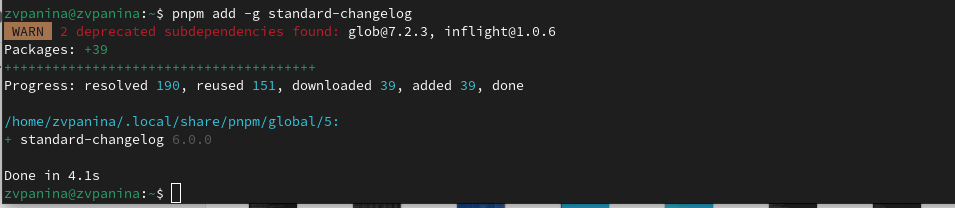 zvpanina@zvpanina:~$ pnpm add -g standard-changelog
 WARN  2 deprecated subdependencies found: glob@7.2.3, inflight@1.0.6
Packages: +39
+++++++++++++++++++++++++++++++++++++++
Progress: resolved 190, reused 151, downloaded 39, added 39, done
/home/zvpanina/.local/share/pnpm/global/5:
+ standard-changelog 6.0.0
Done in 4.1s
zvpanina@zvpanina:~$